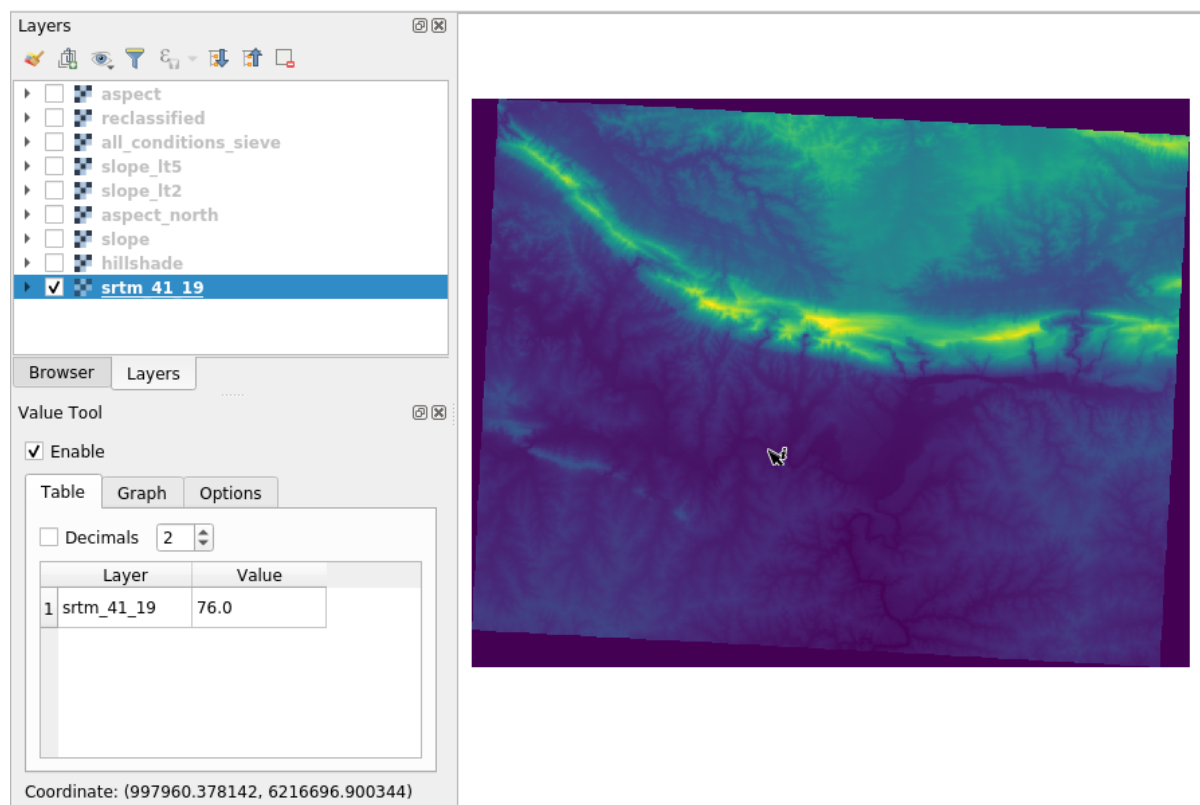 Layers
aspect
reclassified
all_conditions_sieve
slope_lt5
slope_lt2
aspect_north
slope
hillshade
srtm_41_19
Browser Layers
Value Tool
Enable
Table Graph Options
Decimals 2
Layer Value
1 srtm_41_19 76.0
Coordinate: (997960.378142, 6216696.900344)